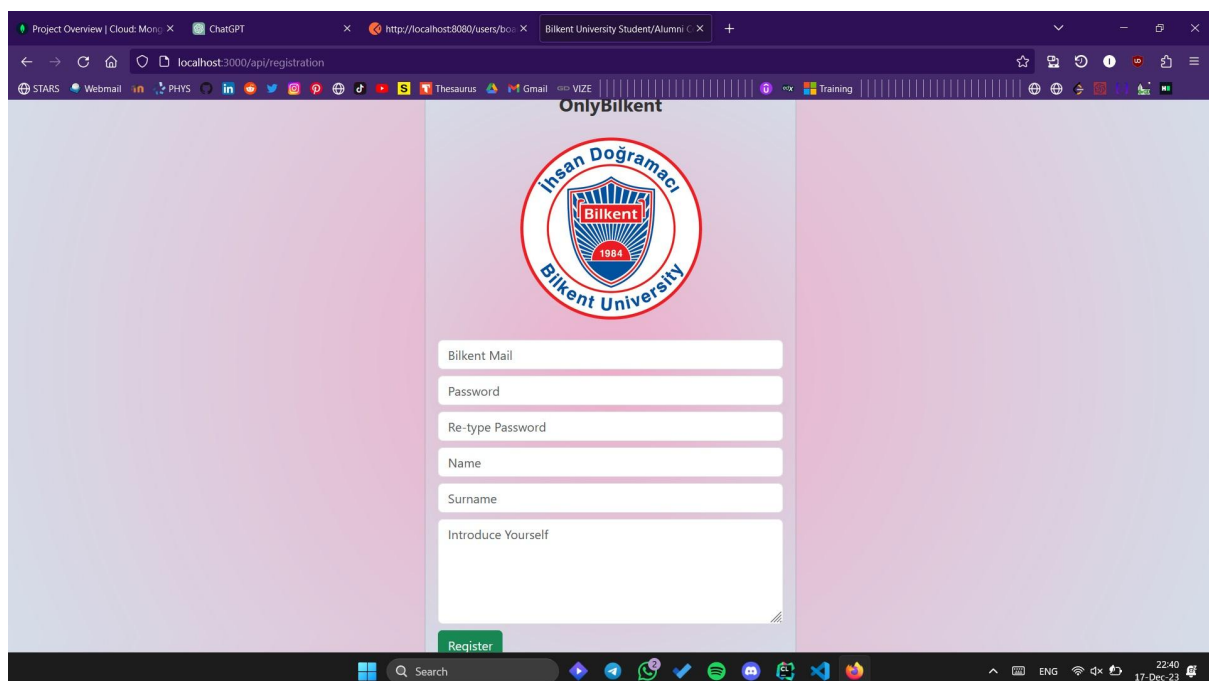 Project Overview | Cloud: Mong
ChatGPT
http://localhost:8080/users/boa
Bilkent University Student/Alumni C
localhost:3000/api/registration
STARS
Webmail
PHYS
Thesaurus
Gmail
VIZE
Training
OnlyBilkent
İhsan Doğramacı
Bilkent
1984
Bilkent University
Bilkent Mail
Password
Re-type Password
Name
Surname
Introduce Yourself
Register
Search
2
ENG
22:40
17-Dec-23